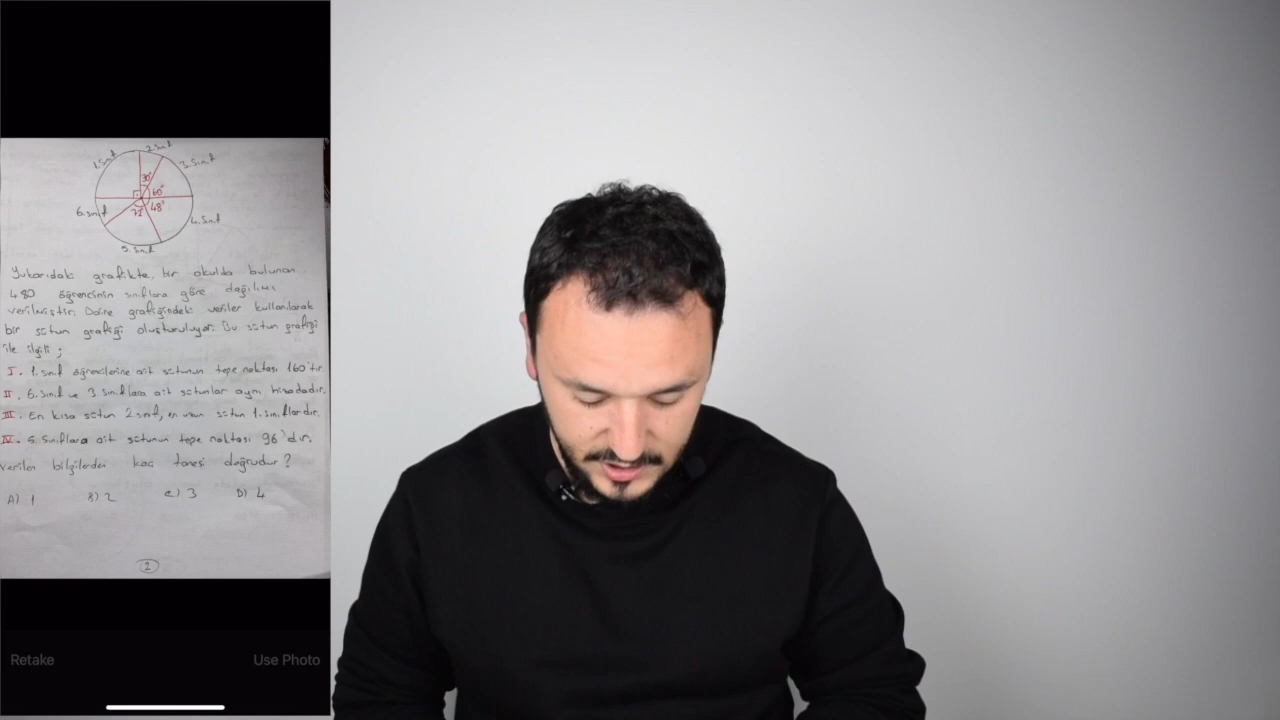 1. Sınıf
2. Sınıf
3. Sınıf
30°
60°
6. sınıf
72°
48°
4. Sınıf
5. Sınıf
Yukarıdaki grafikte, bir okulda bulunan
480 öğrencinin sınıflara göre dağılımı
verilmiştir. Daire grafiğindeki veriler kullanılarak
bir sütun grafiği oluşturuluyor. Bu sütun grafiği
ile ilgili;
I. 1. sınıf öğrencilerine ait sütunun tepe noktası 160'tır.
II. 6. Sınıf ve 3. sınıflara ait sütunlar aynı hizadadır.
III. En kısa sütun 2. sınıf, en uzun sütun 1. sınıflardır.
IV. 5. Sınıflara ait sütunun tepe noktası 96'dır.
verilen bilgilerden kaç tanesi doğrudur?
A) 1 B) 2 C) 3 D) 4
2
Retake Use Photo